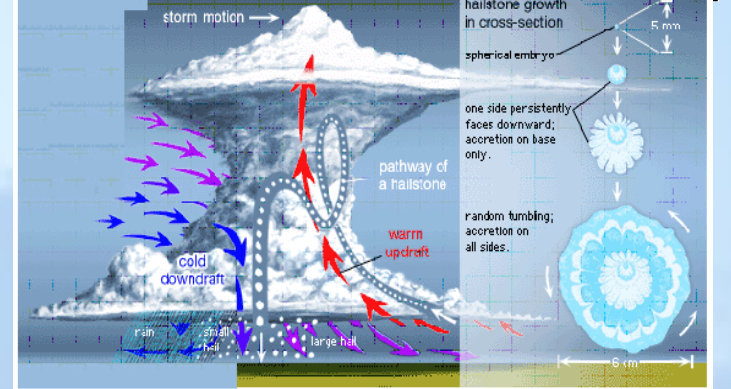 storm motion
hailstone growth
in cross-section
5 mm
spherical embryo
one side persistently
faces downward;
accretion on base
only.
pathway of
a hailstone
random tumbling;
accretion on
all sides.
warm
updraft
cold
downdraft
rain
small
hail
large hail
6 cm